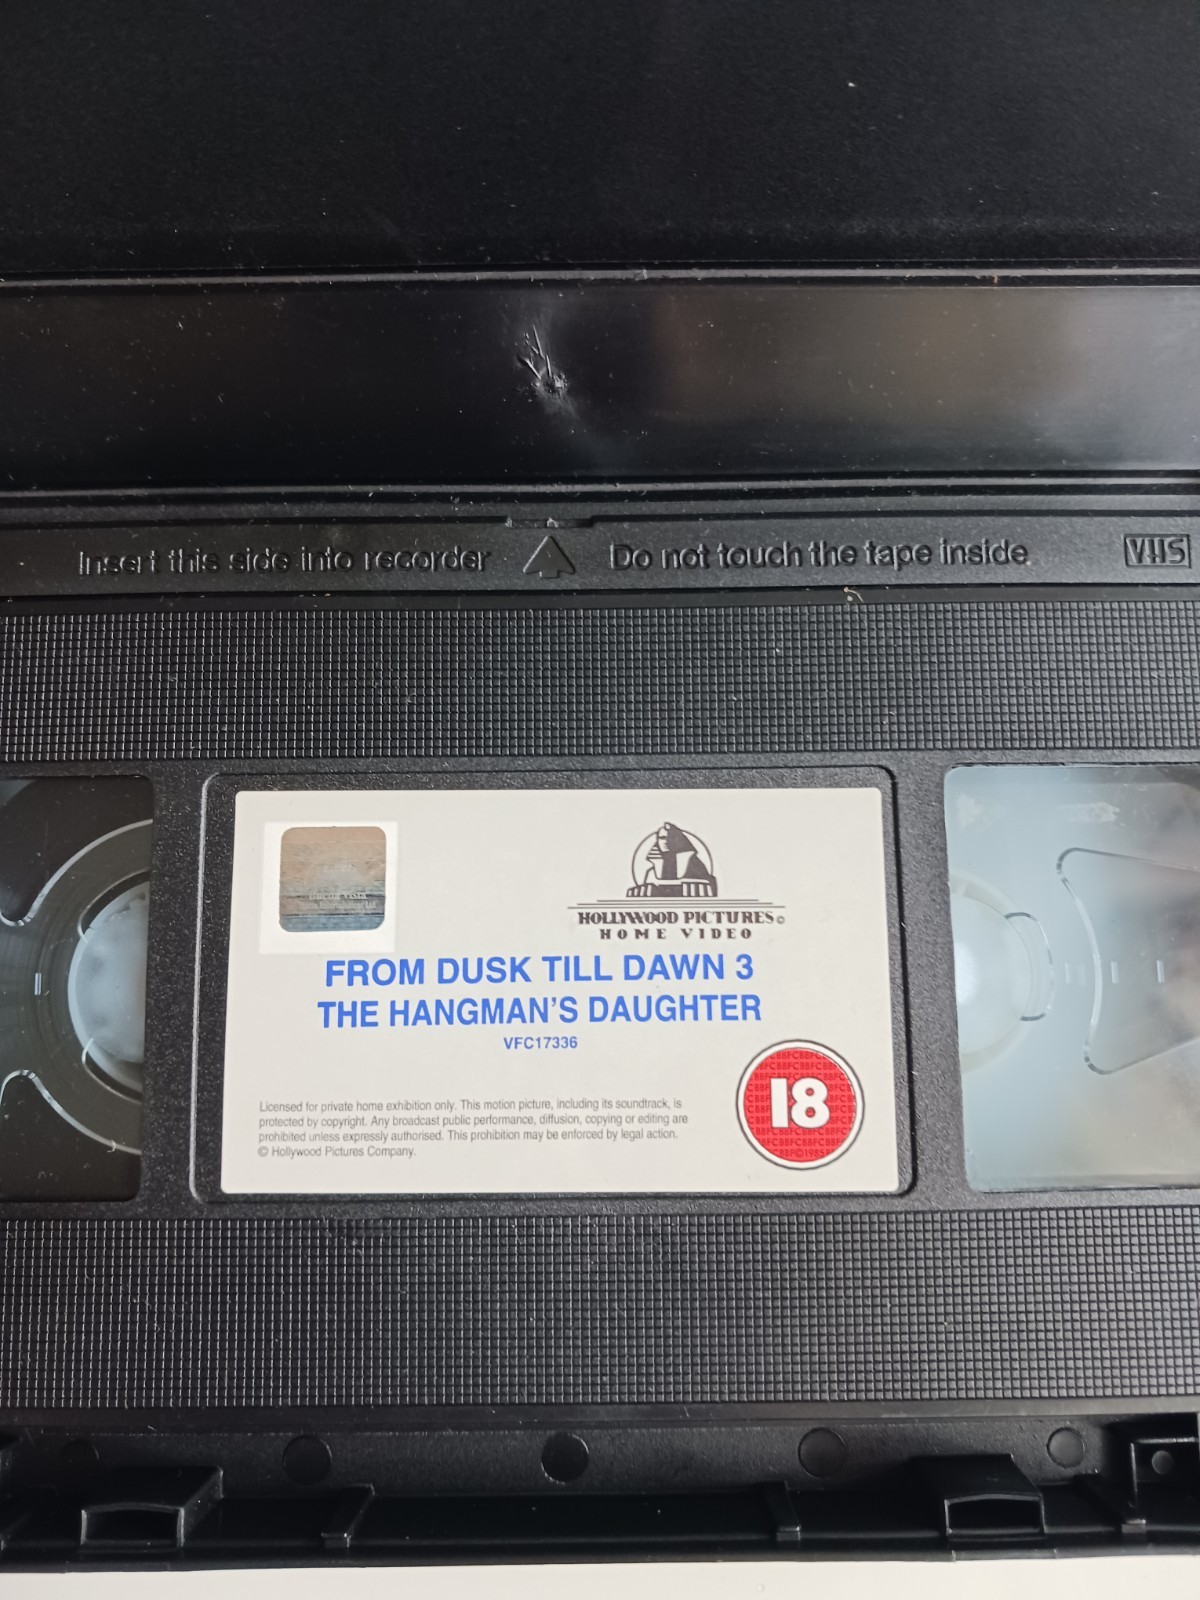 Insert this side into recorder
Do not touch the tape inside
VHS
HOLLYWOOD PICTURES©
HOME VIDEO
FROM DUSK TILL DAWN 3
THE HANGMAN'S DAUGHTER
VFC17336
18
Licensed for private home exhibition only. This motion picture, including its soundtrack, is
protected by copyright. Any broadcast public performance, diffusion, copying or editing are
prohibited unless expressly authorised. This prohibition may be enforced by legal action.
© Hollywood Pictures Company.